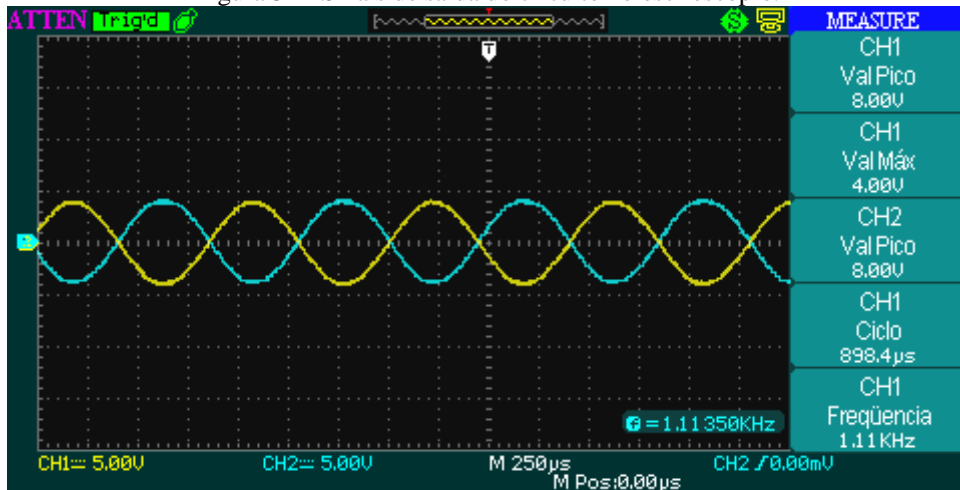 ATTEN Trig'd
T
MEASURE
CH1
Val Pico
8.00V
CH1
Val Máx
4.00V
CH2
Val Pico
8.00V
CH1
Ciclo
898.4µs
CH1
Freqüencia
1.11KHz
f = 1.11350KHz
CH1 5.00V CH2 5.00V M 250µs CH2 0.00mV
M Pos:0.00µs